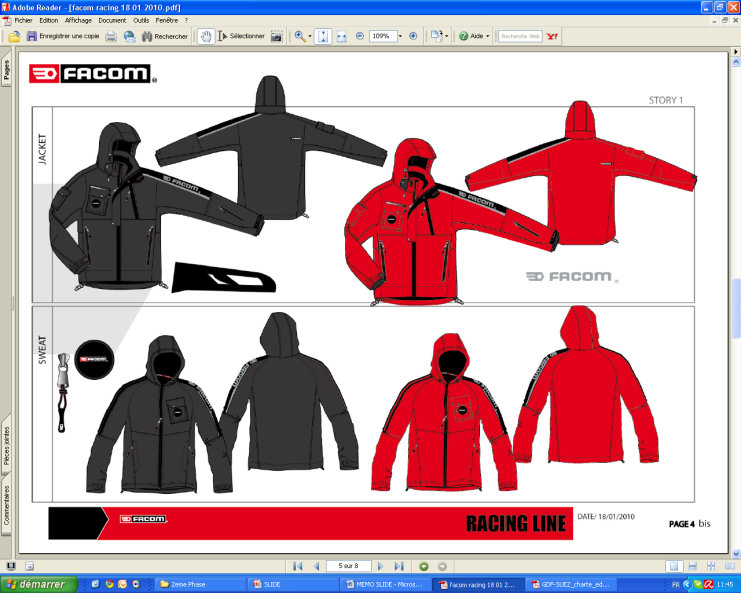 Adobe Reader - [facom racing 18 01 2010.pdf]
Fichier Edition Affichage Document Outils Fenêtre ?
Enregistrer une copie
Rechercher
Sélectionner
109%
Aide
Recherche Web
Y!
Pages
FACOM®
STORY 1
JACKET
FACOM
FACOM
FACOM®
SWEAT
FACOM
Pièces jointes
Commentaires
FACOM
RACING LINE
DATE/ 18/01/2010
PAGE 4 bis
5 sur 8
démarrer
2eme Phase
SLIDE
MEMO SLIDE - Micros...
Facom racing 18 01 2...
GDF-SUEZ_charte_ed...
FR
11:45